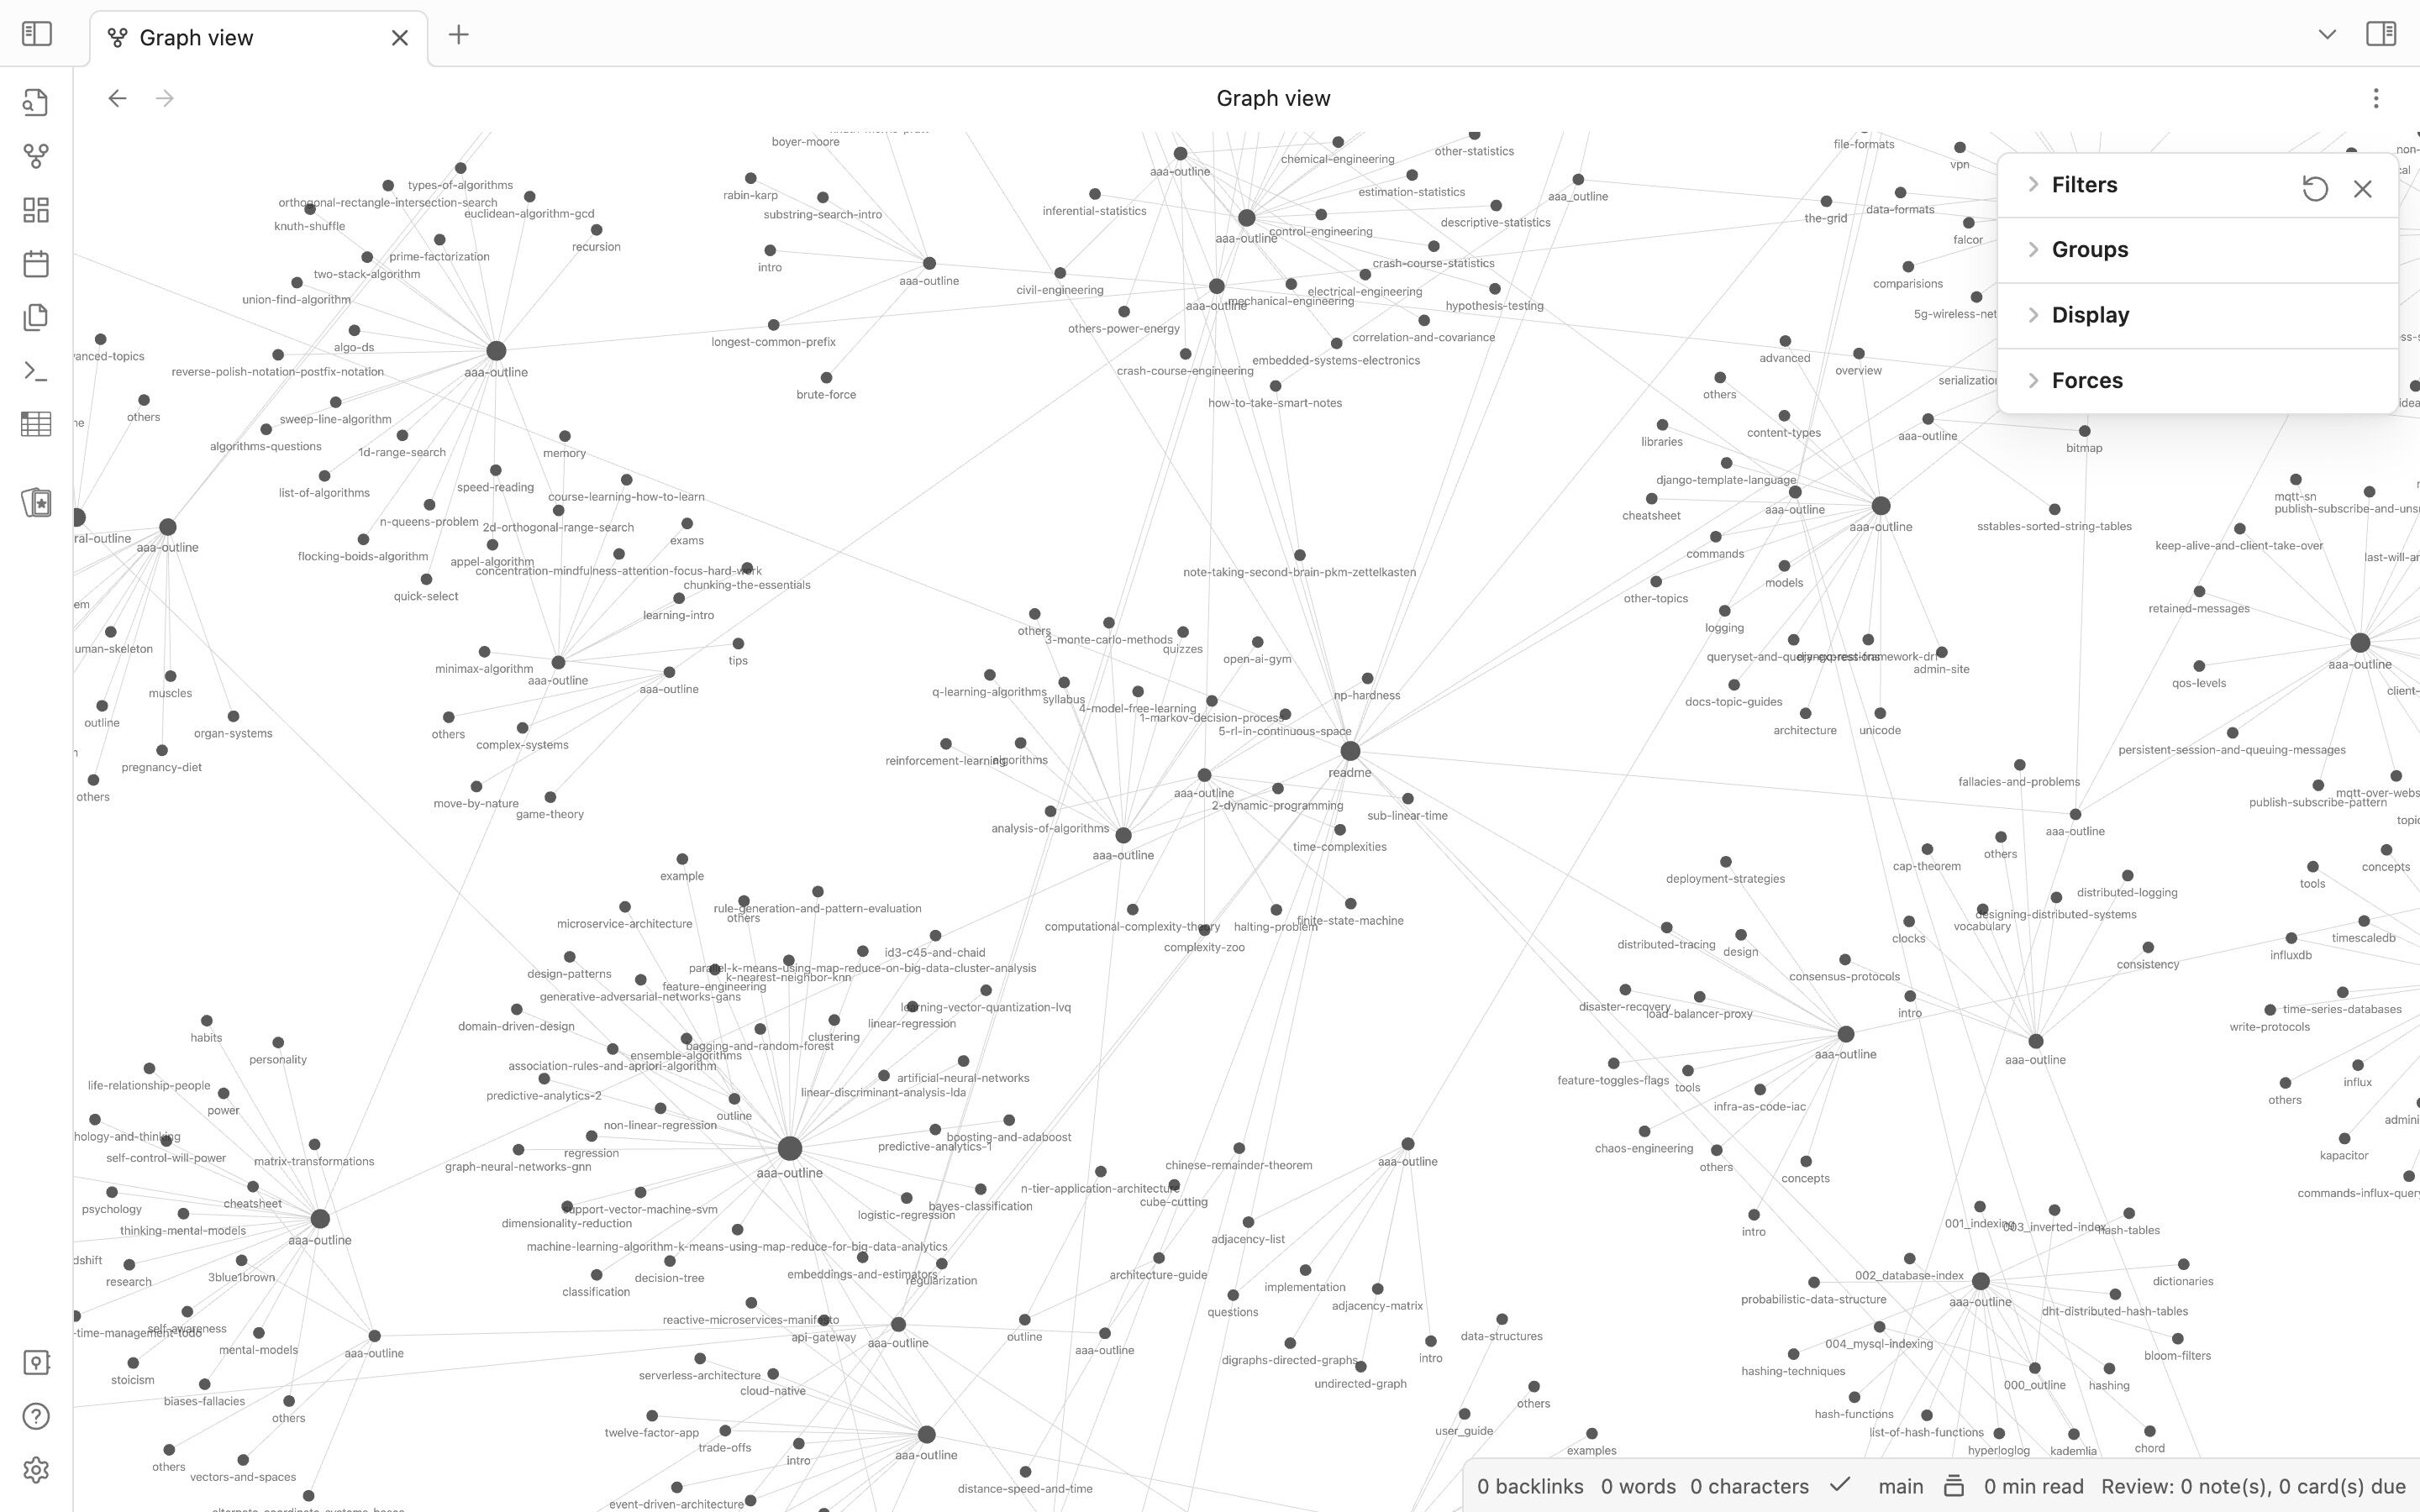 Graph view
Graph view
Filters
Groups
Display
Forces
boyer-moore
chemical-engineering
other-statistics
file-formats
vpn
aaa-outline
types-of-algorithms
rabin-karp
estimation-statistics
aaa_outline
orthogonal-rectangle-intersection-search
euclidean-algorithm-gcd
substring-search-intro
inferential-statistics
descriptive-statistics
the-grid
data-formats
knuth-shuffle
recursion
aaa-outline
control-engineering
falcor
prime-factorization
intro
crash-course-statistics
two-stack-algorithm
aaa-outline
civil-engineering
electrical-engineering
comparisions
union-find-algorithm
aaa-outline
mechanical-engineering
hypothesis-testing
5g-wireless-net
others-power-energy
correlation-and-covariance
algo-ds
longest-common-prefix
embedded-systems-electronics
advanced
overview
anced-topics
reverse-polish-notation-postfix-notation
aaa-outline
crash-course-engineering
serializatio
others
brute-force
how-to-take-smart-notes
others
sweep-line-algorithm
libraries
content-types
aaa-outline
bitmap
algorithms-questions
1d-range-search
memory
list-of-algorithms
speed-reading
course-learning-how-to-learn
django-template-language
mqtt-sn
publish-subscribe-and-uns
n-queens-problem
2d-orthogonal-range-search
cheatsheet
aaa-outline
aaa-outline
sstables-sorted-string-tables
ral-outline
aaa-outline
exams
keep-alive-and-client-take-over
flocking-boids-algorithm
appel-algorithm
commands
last-will-a
concentration-mindfulness-attention-focus-hard-work
note-taking-second-brain-pkm-zettelkasten
models
quick-select
chunking-the-essentials
other-topics
retained-messages
learning-intro
others
3-monte-carlo-methods
quizzes
logging
uman-skeleton
open-ai-gym
queryset-and-query-expressions
django-rest-framework-drf
admin-site
aaa-outline
minimax-algorithm
aaa-outline
tips
muscles
aaa-outline
q-learning-algorithms
syllabus
np-hardness
qos-levels
client-
outline
4-model-free-learning
1-markov-decision-process
docs-topic-guides
organ-systems
others
complex-systems
5-rl-in-continuous-space
architecture
unicode
pregnancy-diet
reinforcement-learning
algorithms
readme
persistent-session-and-queuing-messages
others
move-by-nature
game-theory
aaa-outline
2-dynamic-programming
sub-linear-time
fallacies-and-problems
publish-subscribe-pattern
mqtt-over-webs
topic
analysis-of-algorithms
aaa-outline
time-complexities
aaa-outline
example
deployment-strategies
cap-theorem
others
tools
concepts
rule-generation-and-pattern-evaluation
others
distributed-logging
microservice-architecture
computational-complexity-theory
halting-problem
finite-state-machine
designing-distributed-systems
vocabulary
clocks
timescaledb
id3-c45-and-chaid
complexity-zoo
distributed-tracing
design
influxdb
design-patterns
parallel-k-means-using-map-reduce-on-big-data-cluster-analysis
k-nearest-neighbor-knn
feature-engineering
consensus-protocols
consistency
generative-adversarial-networks-gans
learning-vector-quantization-lvq
disaster-recovery
load-balancer-proxy
intro
time-series-databases
write-protocols
domain-driven-design
linear-regression
habits
clustering
bagging-and-random-forest
ensemble-algorithms
aaa-outline
aaa-outline
personality
association-rules-and-apriori-algorithm
artificial-neural-networks
feature-toggles-flags
tools
influx
life-relationship-people
predictive-analytics-2
linear-discriminant-analysis-lda
infra-as-code-iac
others
power
outline
non-linear-regression
admini
hology-and-thinking
boosting-and-adaboost
predictive-analytics-1
chaos-engineering
others
kapacitor
self-control-will-power
matrix-transformations
regression
graph-neural-networks-gnn
aaa-outline
chinese-remainder-theorem
aaa-outline
concepts
commands-influx-query
cheatsheet
n-tier-application-architecture
cube-cutting
psychology
support-vector-machine-svm
dimensionality-reduction
logistic-regression
bayes-classification
intro
001_indexing
003_inverted-index
hash-tables
thinking-mental-models
aaa-outline
adjacency-list
machine-learning-algorithm-k-means-using-map-reduce-for-big-data-analytics
dshift
research
3blue1brown
classification
decision-tree
embeddings-and-estimators
regularization
architecture-guide
implementation
002_database-index
dictionaries
questions
adjacency-matrix
probabilistic-data-structure
aaa-outline
dht-distributed-hash-tables
-time-management-todo
self-awareness
reactive-microservices-manifesto
api-gateway
aaa-outline
outline
data-structures
004_mysql-indexing
mental-models
aaa-outline
aaa-outline
digraphs-directed-graphs
intro
bloom-filters
stoicism
serverless-architecture
cloud-native
undirected-graph
hashing-techniques
000_outline
hashing
biases-fallacies
others
others
hash-functions
twelve-factor-app
trade-offs
user_guide
list-of-hash-functions
others
vectors-and-spaces
intro
aaa-outline
examples
hyperloglog
kademlia
chord
distance-speed-and-time
event-driven-architecture
0 backlinks 0 words 0 characters main 0 min read Review: 0 note(s), 0 card(s) due